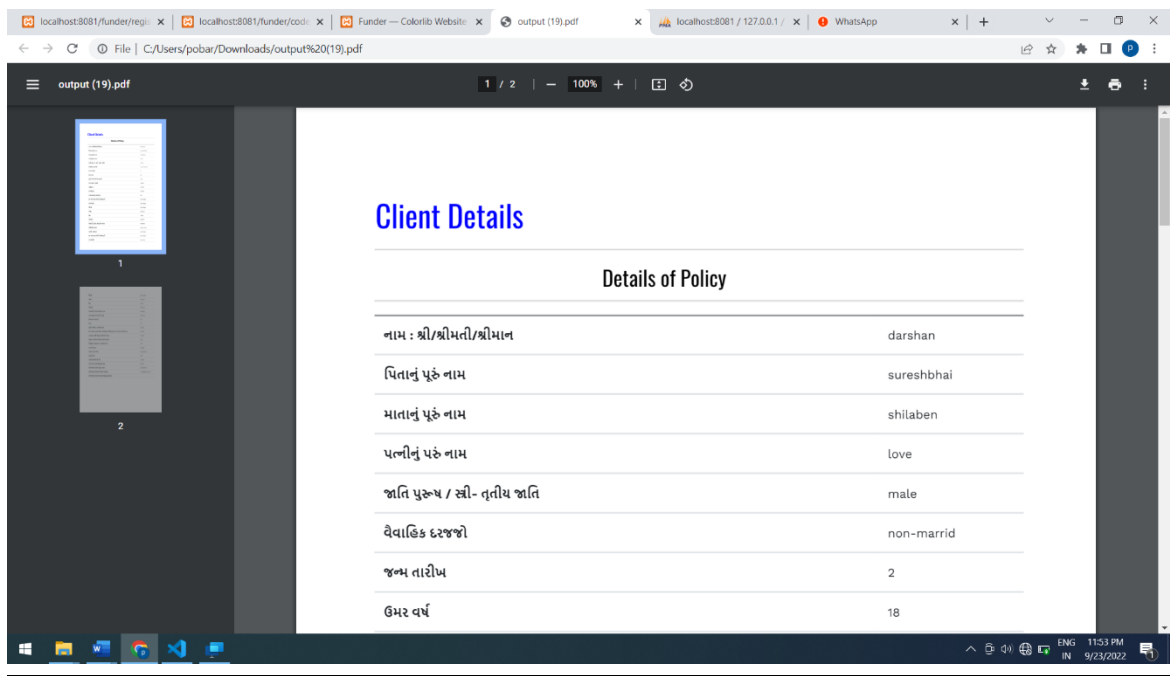 localhost:8081/funder/regi
localhost:8081/funder/code
Funder — Colorlib Website
output (19).pdf
localhost:8081 / 127.0.0.1 /
WhatsApp
File | C:/Users/pobar/Downloads/output%20(19).pdf
P
output (19).pdf
1 / 2
100%
1
2
Client Details
Details of Policy
નામ : શ્રી/શ્રીમતી/શ્રીમાન darshan
પિતાનું પૂરું નામ sureshbhai
માતાનું પૂરું નામ shilaben
પત્નીનું પરું નામ love
જાતિ પુરૂષ / સ્ત્રી- તૃતીય જાતિ male
વૈવાહિક દરજજો non-marrid
જન્મ તારીખ 2
ઉમર વર્ષ 18
ENG 11:53 PM
IN 9/23/2022